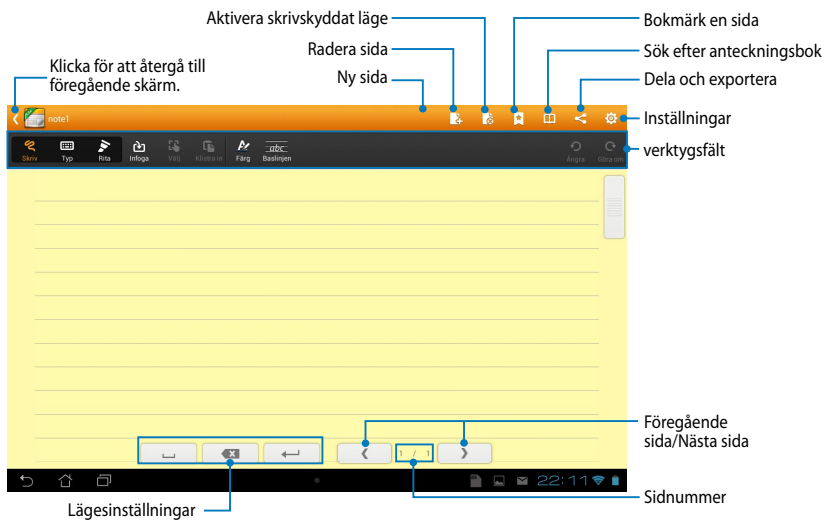 Aktivera skrivskyddat läge
Bokmärk en sida
Radera sida
Sök efter anteckningsbok
Klicka för att återgå till
föregående skärm.
Ny sida
Dela och exportera
note1
Inställningar
Skriv Typ Rita Infoga Välj Klistra in Färg abc Baslinjen Ångra Göra om
verktygsfält
Föregående
sida/Nästa sida
1 / 1
22:11
Lägesinställningar
Sidnummer